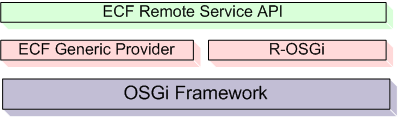 ECF Remote Service API
ECF Generic Provider
R-OSGi
OSGi Framework